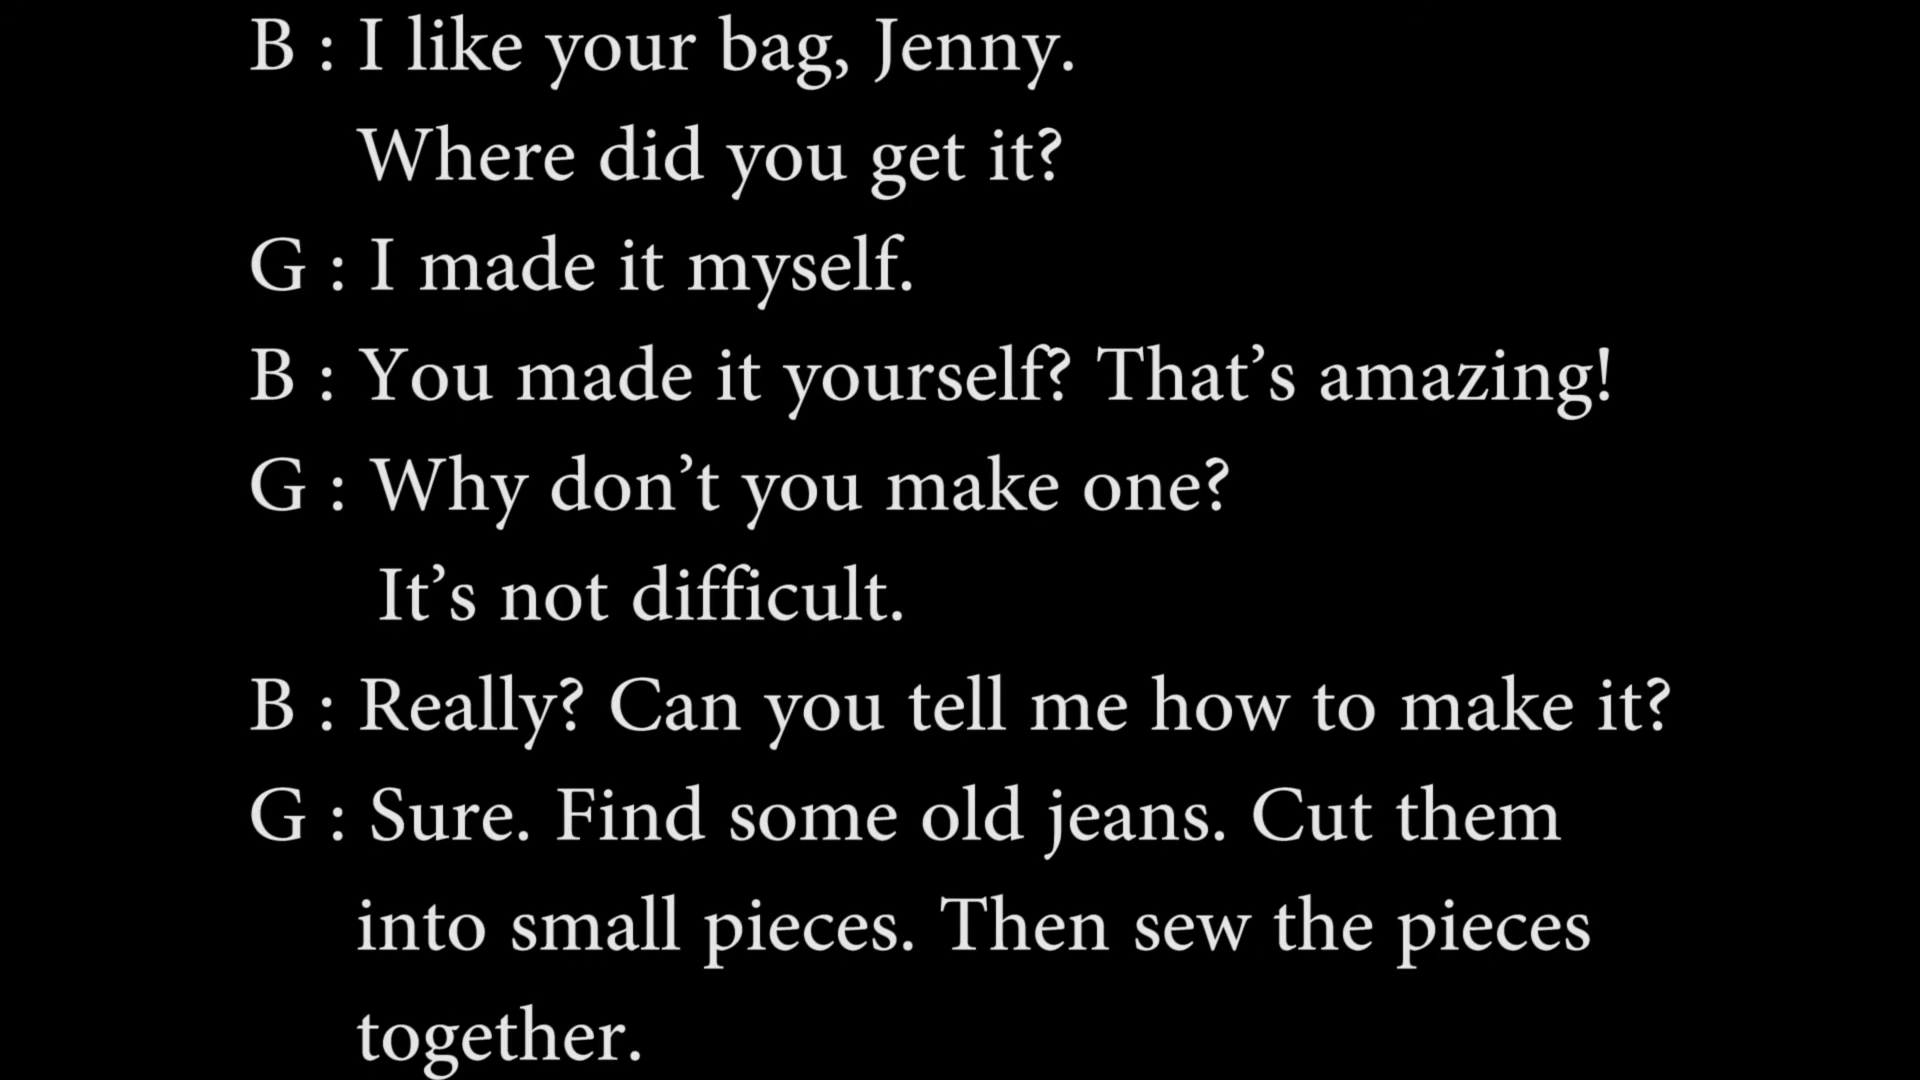 B : I like your bag, Jenny.
Where did you get it?
G : I made it myself.
B : You made it yourself? That’s amazing!
G : Why don’t you make one?
It’s not difficult.
B : Really? Can you tell me how to make it?
G : Sure. Find some old jeans. Cut them
into small pieces. Then sew the pieces
together.